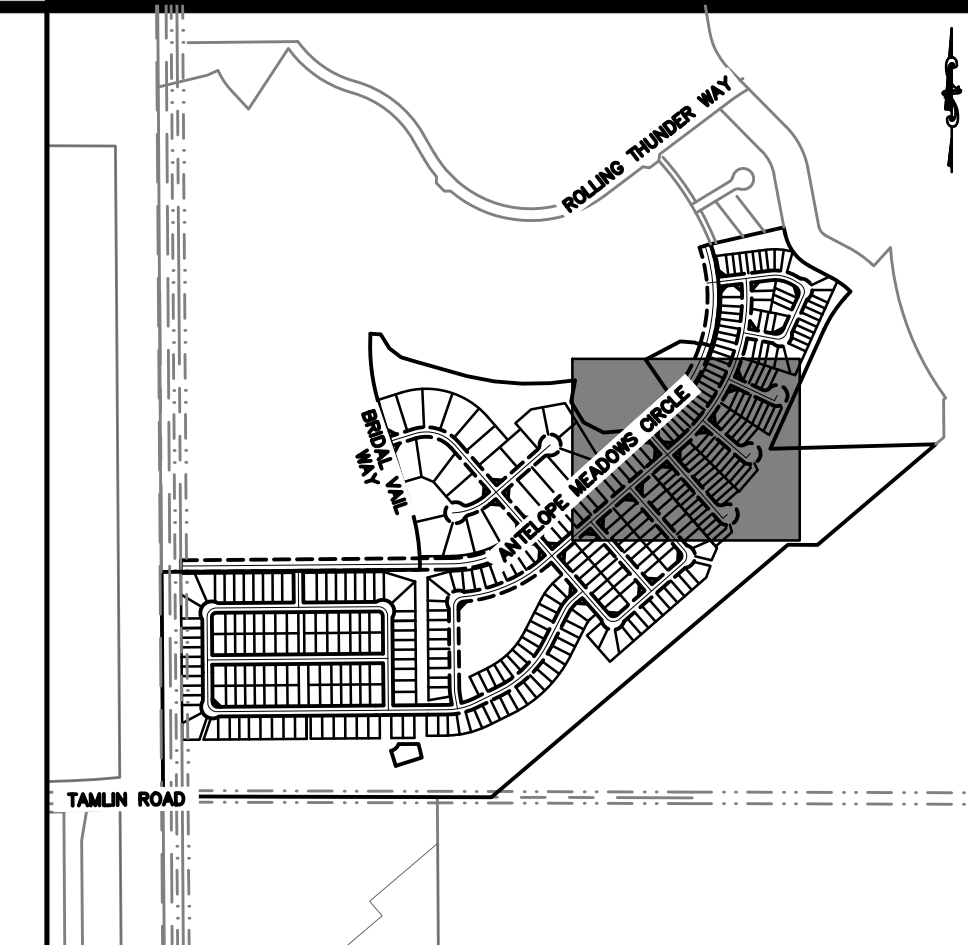 ROLLING THUNDER WAY
BRIDAL VAIL
WAY
ANTELOPE MEADOWS CIRCLE
TAMLIN ROAD